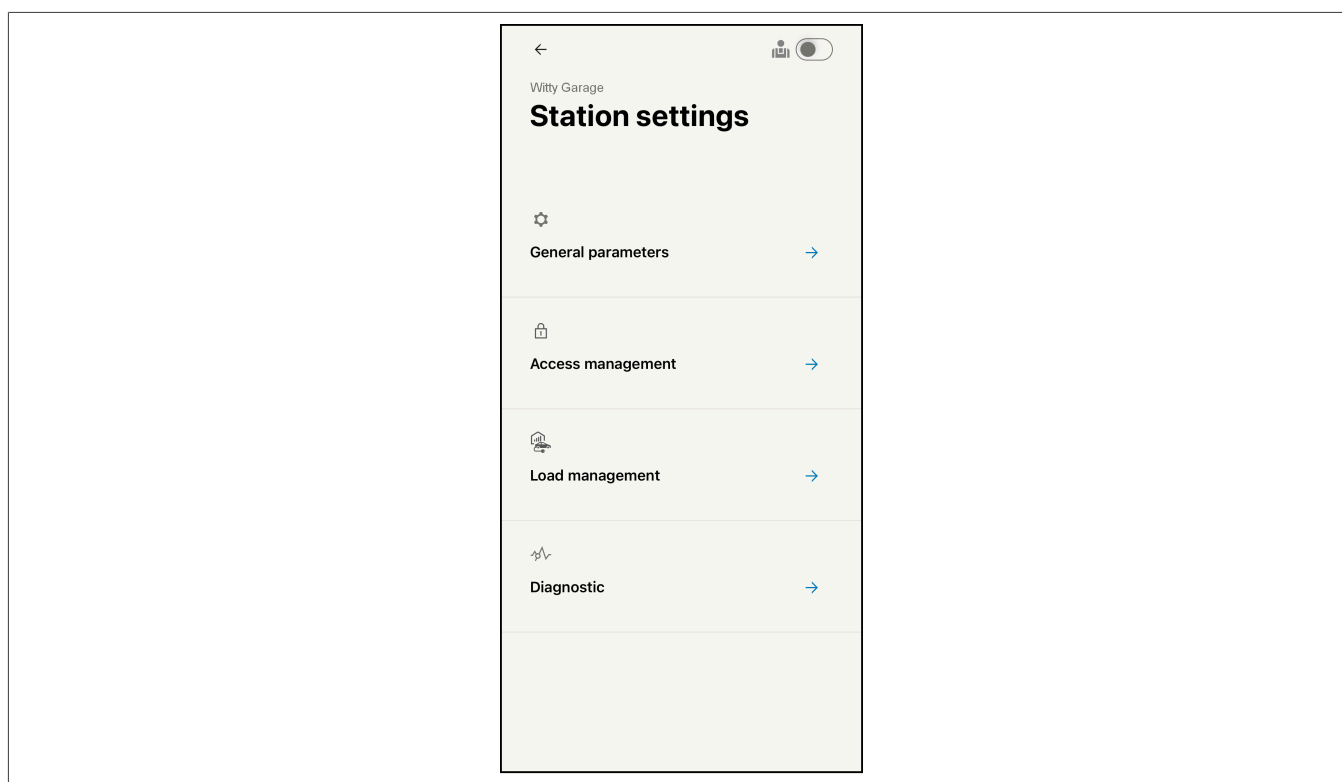 Witty Garage
Station settings
General parameters
Access management
Load management
Diagnostic